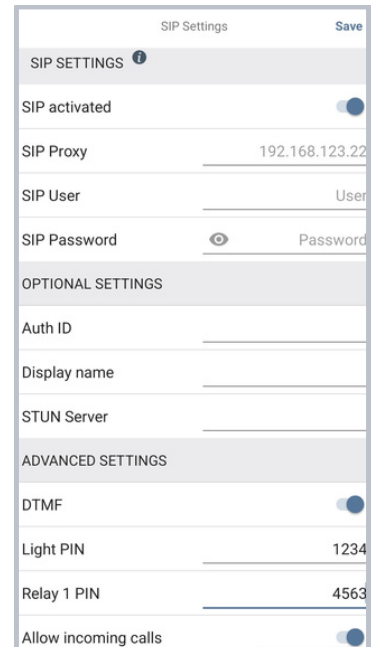 SIP Settings Save
SIP SETTINGS i
SIP activated
SIP Proxy 192.168.123.22
SIP User User
SIP Password Password
OPTIONAL SETTINGS
Auth ID
Display name
STUN Server
ADVANCED SETTINGS
DTMF
Light PIN 1234
Relay 1 PIN 4563
Allow incoming calls